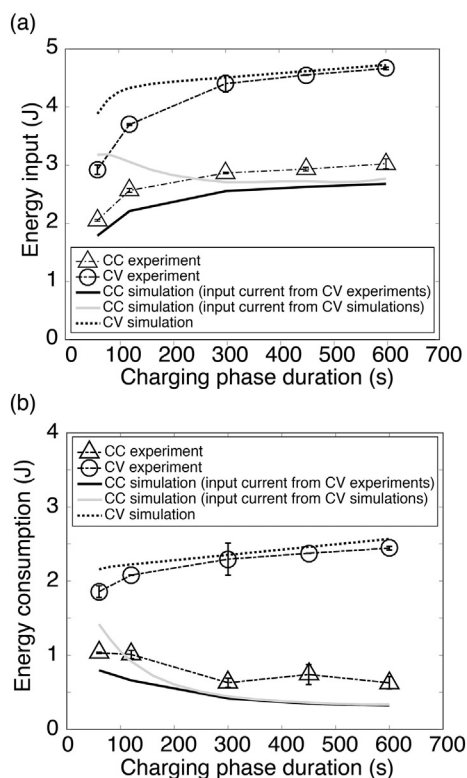 (a)
5
4
3
2
1
0
Energy input (J)
CC experiment
CV experiment
CC simulation (input current from CV experiments)
CC simulation (input current from CV simulations)
CV simulation
0 100 200 300 400 500 600 700
Charging phase duration (s)
(b)
4
3
2
1
0
Energy consumption (J)
CC experiment
CV experiment
CC simulation (input current from CV experiments)
CC simulation (input current from CV simulations)
CV simulation
0 100 200 300 400 500 600 700
Charging phase duration (s)